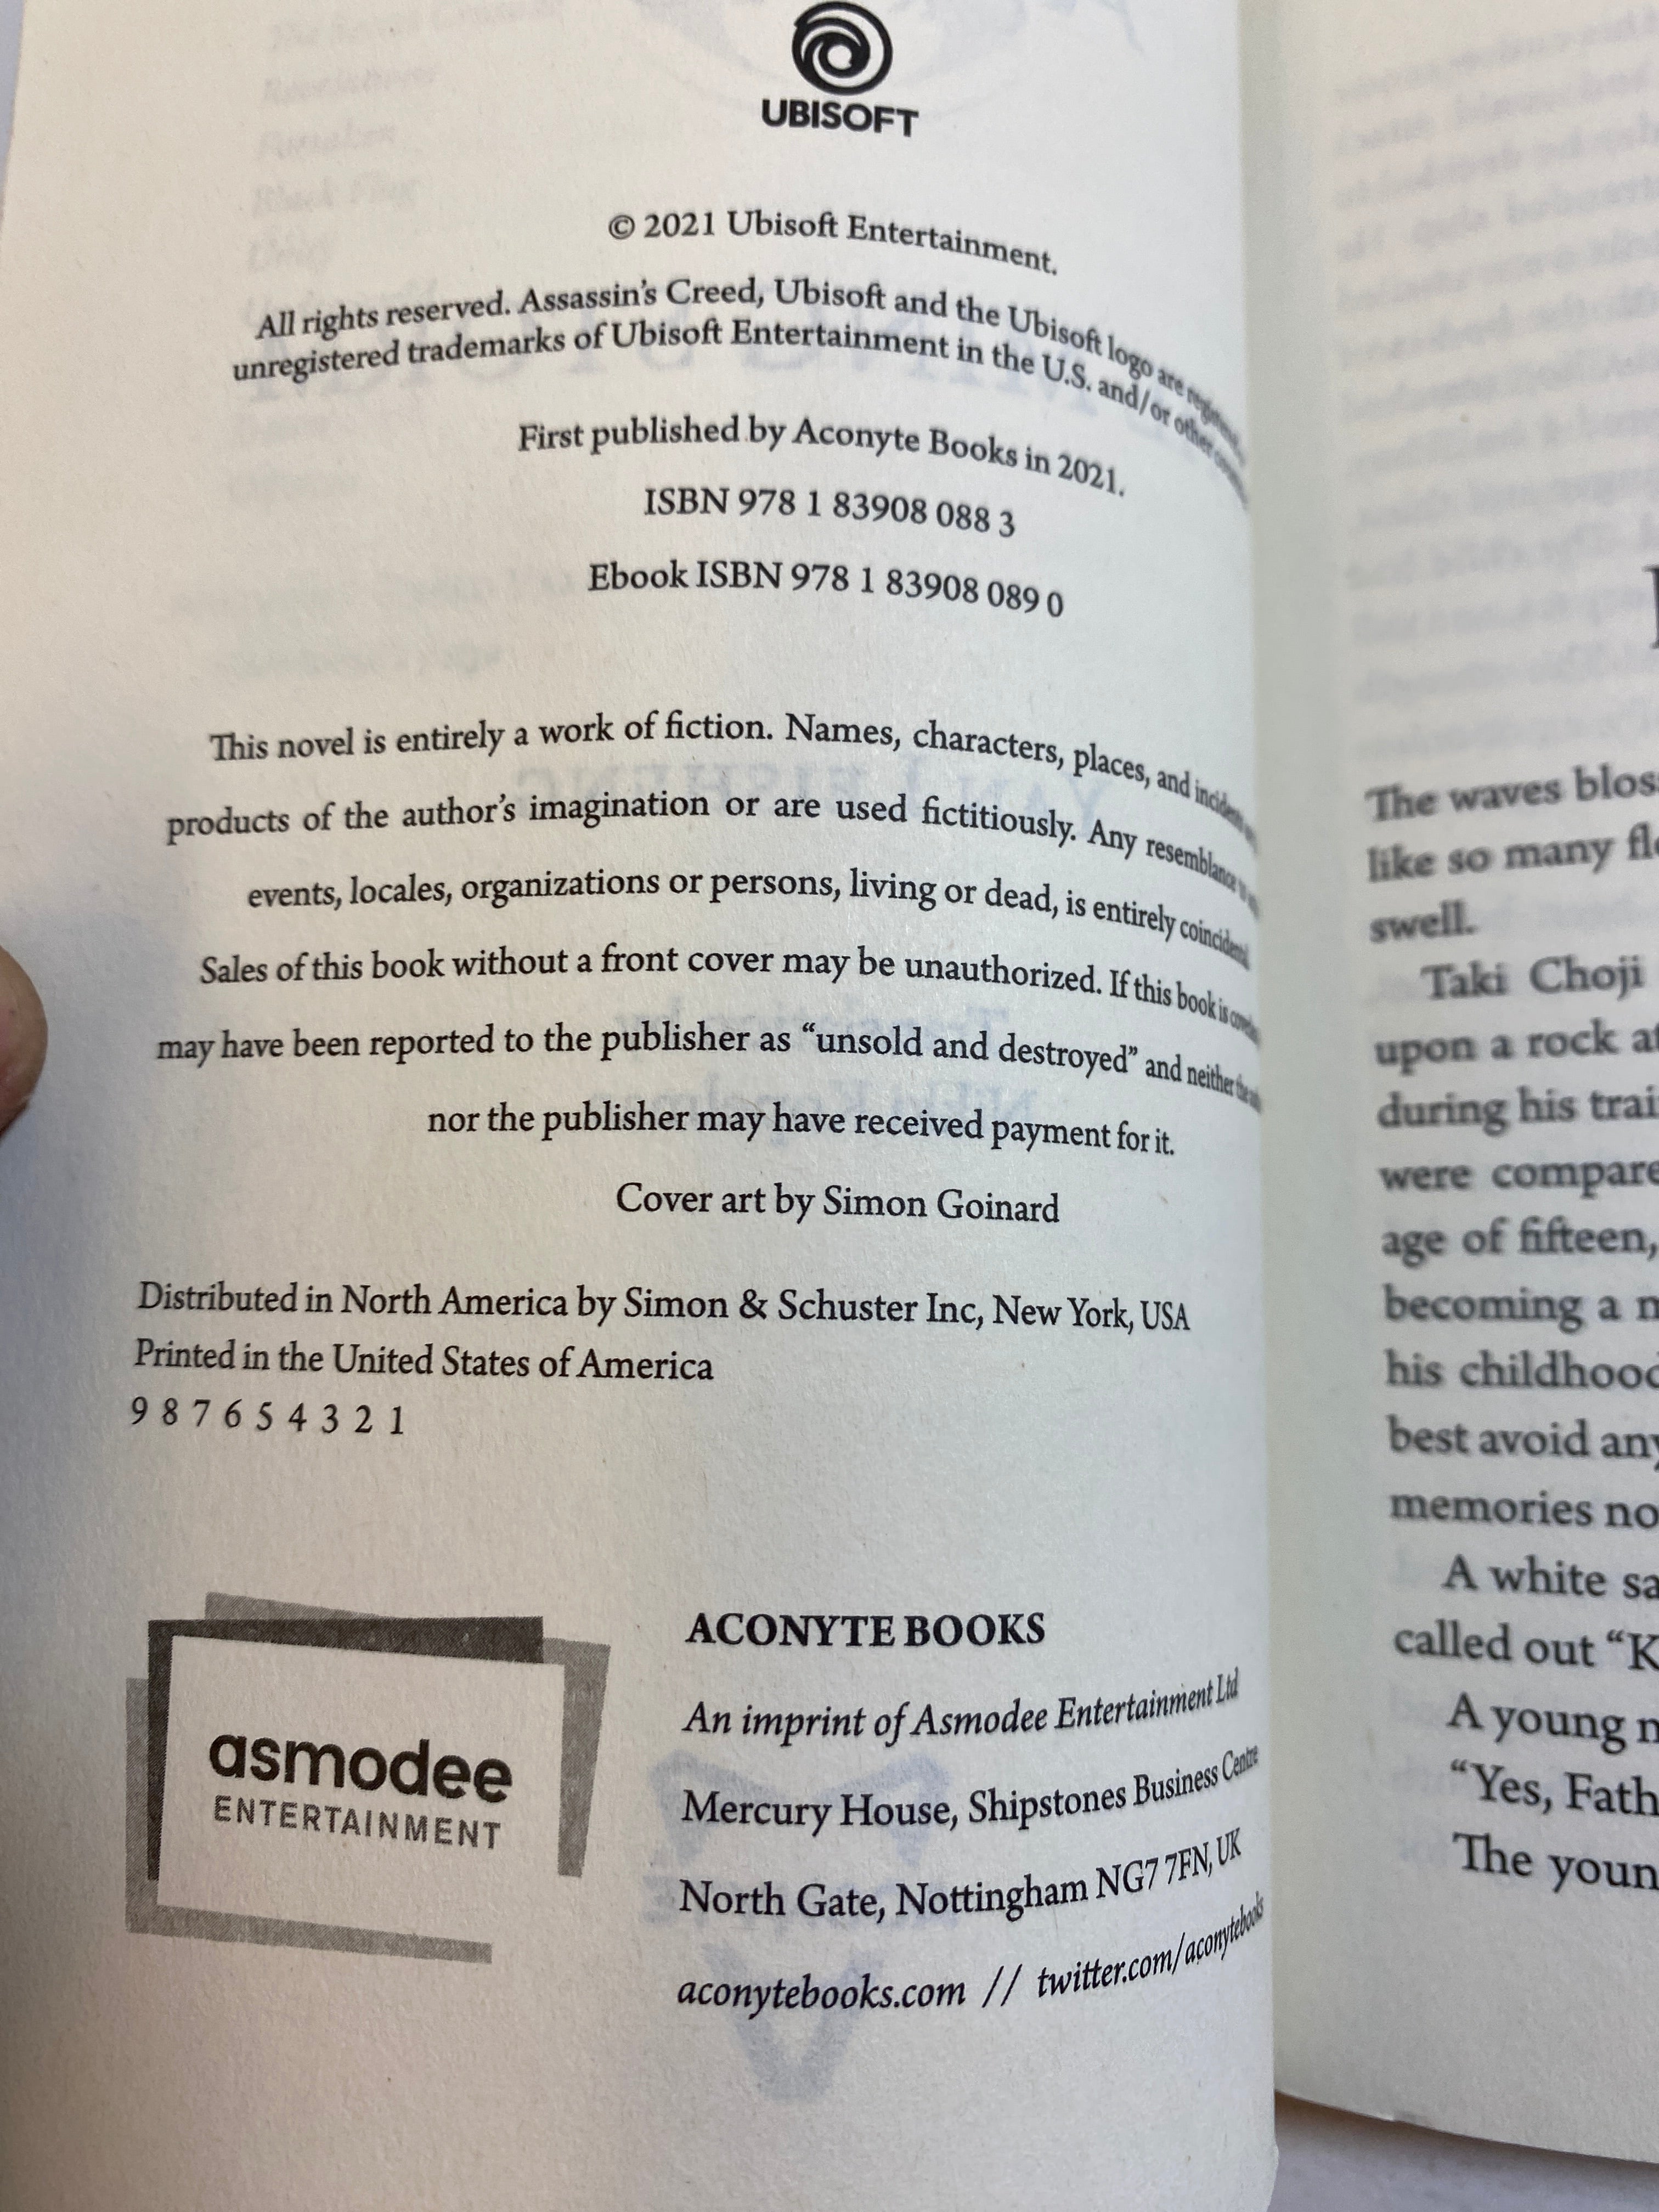 UBISOFT
© 2021 Ubisoft Entertainment.
All rights reserved. Assassin's Creed, Ubisoft and the Ubisoft logo are
unregistered trademarks of Ubisoft Entertainment in the U.S. and/or other
First published by Aconyte Books in 2021.
ISBN 978 1 83908 088 3
Ebook ISBN 978 1 83908 089 0
This novel is entirely a work of fiction. Names, characters, places, and
products of the author's imagination or are used fictitiously. Any resemblance
events, locales, organizations or persons, living or dead, is entirely
Sales of this book without a front cover may be unauthorized. If this book is
may have been reported to the publisher as “unsold and destroyed” and neither
nor the publisher may have received payment for it.
Cover art by Simon Goinard
Distributed in North America by Simon & Schuster Inc, New York, USA
Printed in the United States of America
9 8 7 6 5 4 3 2 1
asmodee
ENTERTAINMENT
ACONYTE BOOKS
An imprint of Asmodee Entertainment Ltd
Mercury House, Shipstones Business Centre
North Gate, Nottingham NG7 7FN, UK
aconytebooks.com // twitter.com/aconytebooks
The waves
like so many
swell.
Taki Choji
upon a rock
during his
were
age of fifteen,
becoming a
his
best avoid
memories
A white
called out “K
A young
“Yes,
The